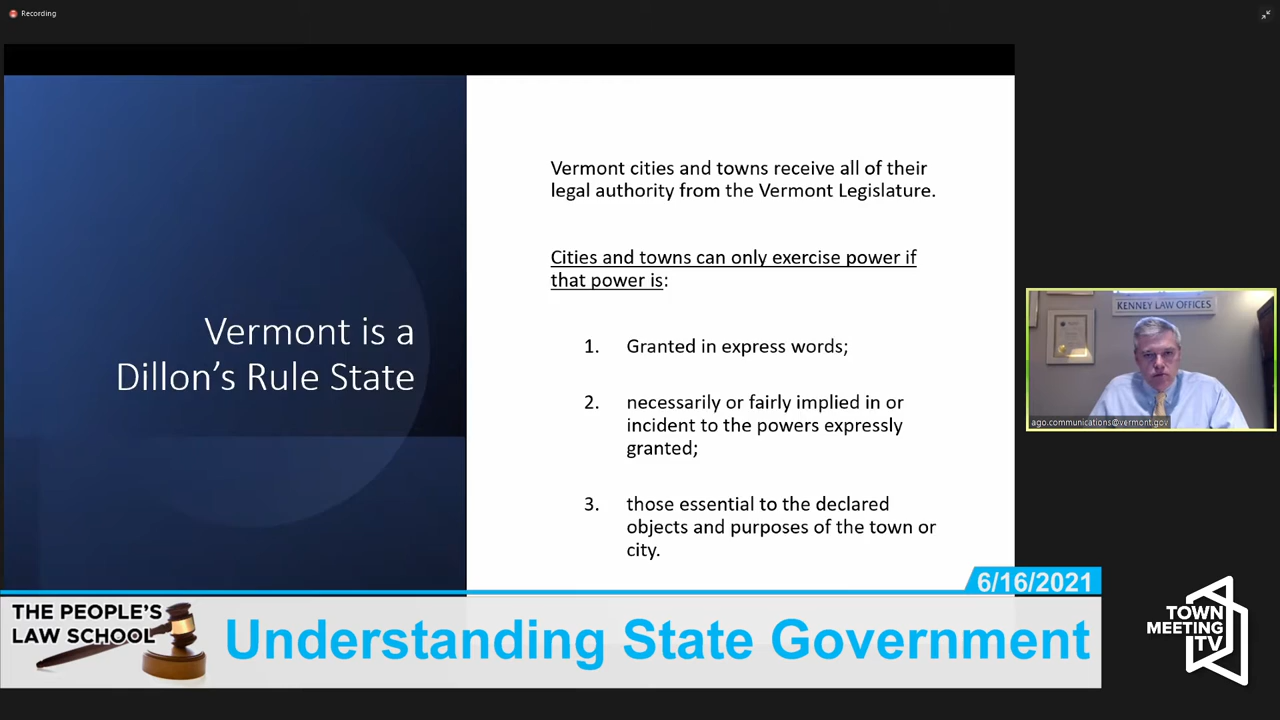 Recording
Vermont is a
Dillon's Rule State
Vermont cities and towns receive all of their
legal authority from the Vermont Legislature.
Cities and towns can only exercise power if
that power is:
1. Granted in express words;
2. necessarily or fairly implied in or
incident to the powers expressly
granted;
3. those essential to the declared
objects and purposes of the town or
city.
KENNEY LAW OFFICES
ago.communications@vermont.gov
6/16/2021
THE PEOPLE'S
LAW SCHOOL
Understanding State Government
TOWN
MEETING
TV